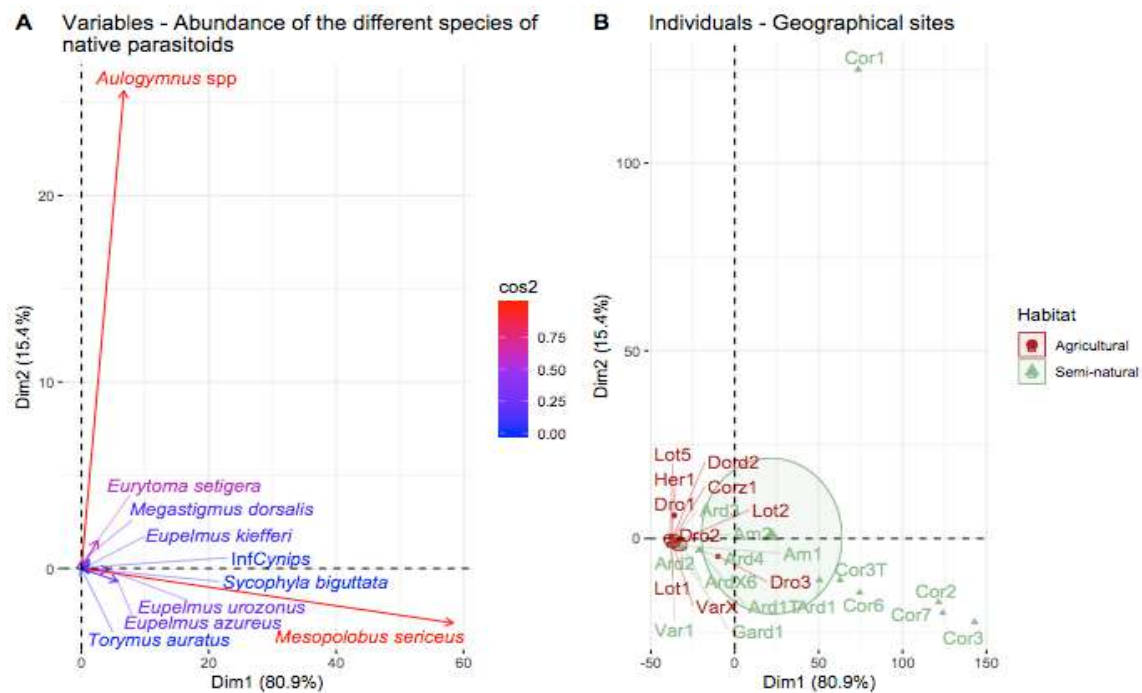 A Variables - Abundance of the different species of
native parasitoids
Aulogymnus spp
20
10
0
Dim2 (15.4%)
Eurytoma setigera
Megastigmus dorsalis
Eupelmus kiefferi
InfCynips
Sycophyla biguttata
Eupelmus urozonus
Eupelmus azureus
Torymus auratus
Mesopolobus sericeus
0
20
40
60
Dim1 (80.9%)
cos2
0.75
0.50
0.25
0.00
B Individuals - Geographical sites
Cor1
100
50
0
Dim2 (15.4%)
Lot5
Dord2
Her1
Corz1
Dro1
Lot2
Dro2
Am2
Ard2
Ard4
Am1
Cor3T
ArdX6
Dro3
Lot1
VarX
Ard1T
Ard1
Cor6
Cor2
Cor7
Cor3
Var1
Gard1
-50
0
50
100
150
Dim1 (80.9%)
Habitat
Agricultural
Semi-natural